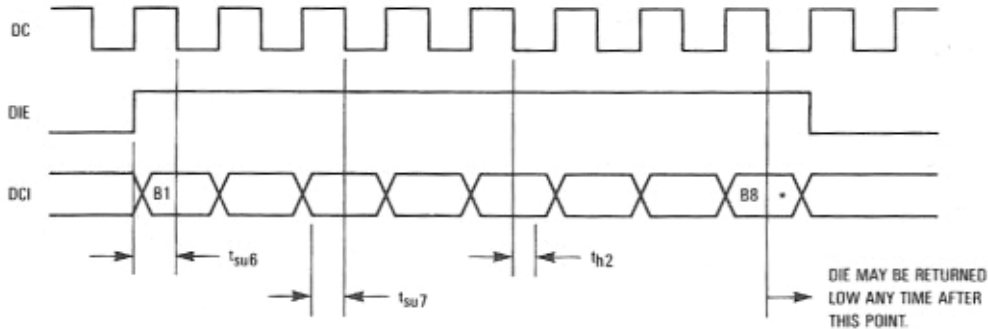 DC
DIE
DCI
B1
B8
*
tsu6
th2
tsu7
DIE MAY BE RETURNED
LOW ANY TIME AFTER
THIS POINT.